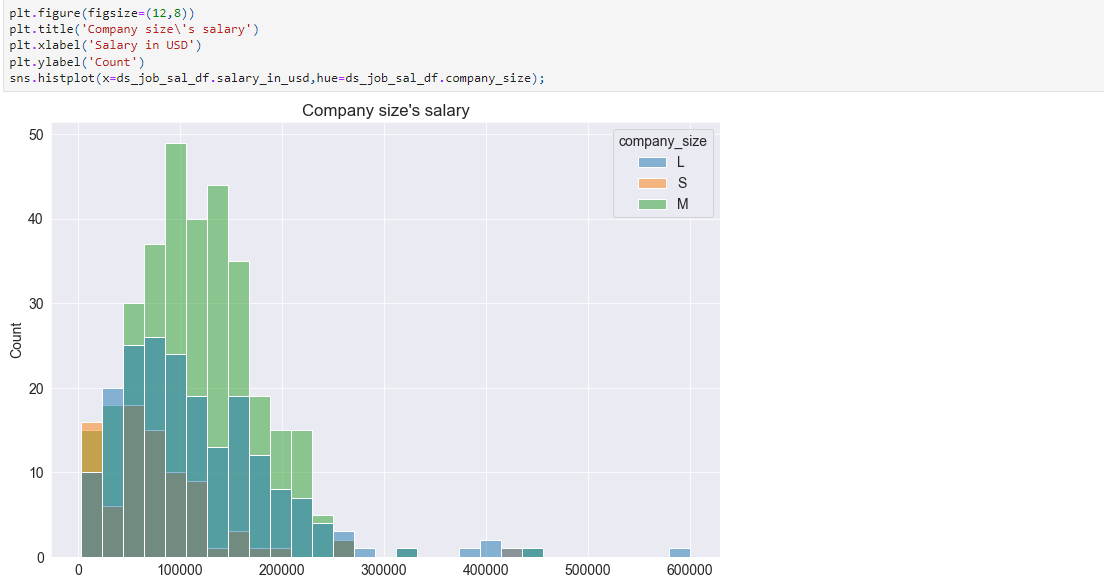 plt.figure(figsize=(12,8))
plt.title('Company size\'s salary')
plt.xlabel('Salary in USD')
plt.ylabel('Count')
sns.histplot(x=ds_job_sal_df.salary_in_usd,hue=ds_job_sal_df.company_size);
Company size's salary
company_size
L
S
M
50
40
30
20
10
0
Count
0 100000 200000 300000 400000 500000 600000